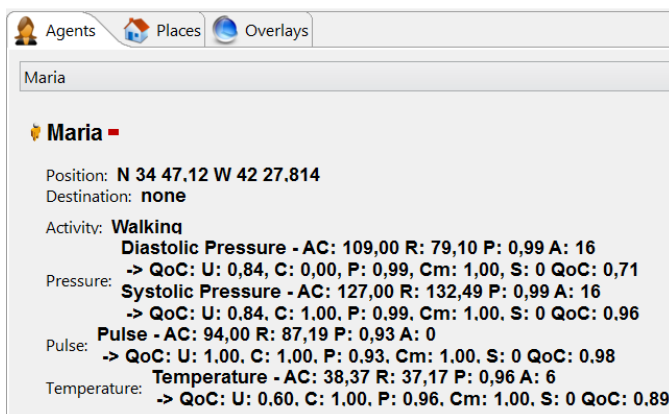 Agents Places Overlays
Maria
Maria
Position: N 34 47,12 W 42 27,814
Destination: none
Activity: Walking
Diastolic Pressure - AC: 109,00 R: 79,10 P: 0,99 A: 16
Pressure: -> QoC: U: 0,84, C: 0,00, P: 0,99, Cm: 1,00, S: 0 QoC: 0,71
Systolic Pressure - AC: 127,00 R: 132,49 P: 0,99 A: 16
-> QoC: U: 0,84, C: 1,00, P: 0,99, Cm: 1,00, S: 0 QoC: 0,96
Pulse: Pulse - AC: 94,00 R: 87,19 P: 0,93 A: 0
-> QoC: U: 1,00, C: 1,00, P: 0,93, Cm: 1,00, S: 0 QoC: 0,98
Temperature: Temperature - AC: 38,37 R: 37,17 P: 0,96 A: 6
-> QoC: U: 0,60, C: 1,00, P: 0,96, Cm: 1,00, S: 0 QoC: 0,89